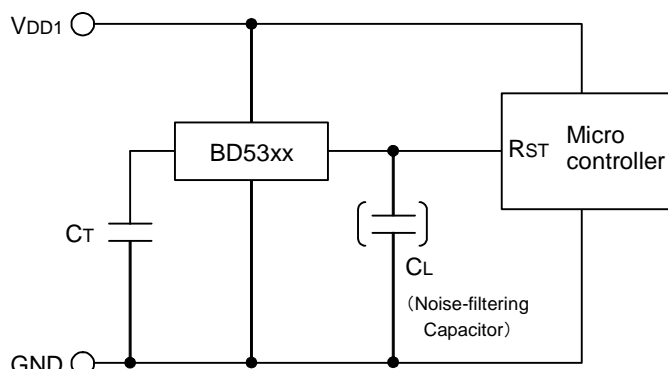 VDD1
BD53xx
RST
Micro
controller
CT
CL
（Noise-filtering
Capacitor）
GND